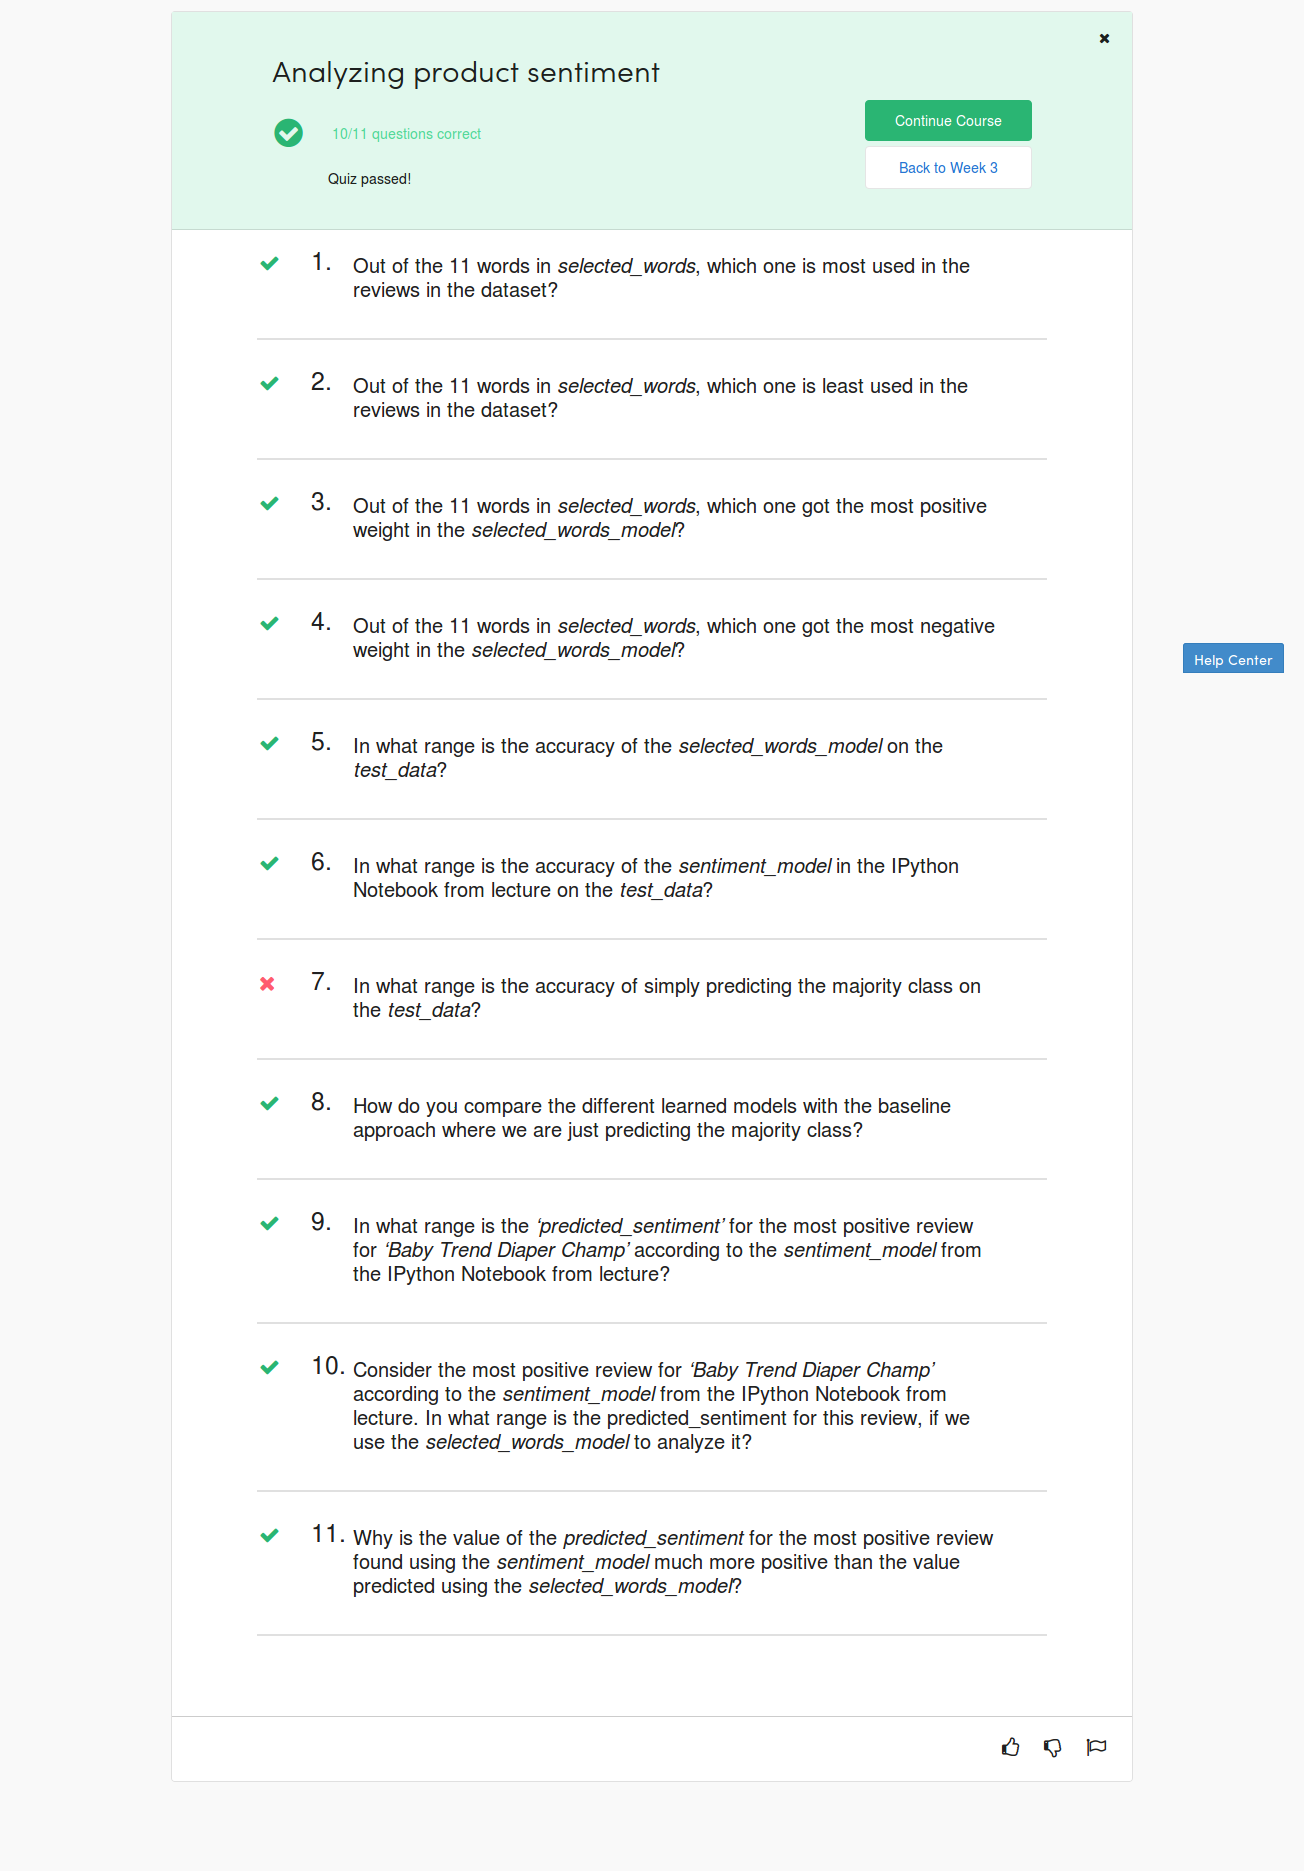 Analyzing product sentiment
10/11 questions correct
Quiz passed!
Continue Course
Back to Week 3
1. Out of the 11 words in selected_words, which one is most used in the
reviews in the dataset?
2. Out of the 11 words in selected_words, which one is least used in the
reviews in the dataset?
3. Out of the 11 words in selected_words, which one got the most positive
weight in the selected_words_model?
4. Out of the 11 words in selected_words, which one got the most negative
weight in the selected_words_model?
Help Center
5. In what range is the accuracy of the selected_words_model on the
test_data?
6. In what range is the accuracy of the sentiment_model in the IPython
Notebook from lecture on the test_data?
7. In what range is the accuracy of simply predicting the majority class on
the test_data?
8. How do you compare the different learned models with the baseline
approach where we are just predicting the majority class?
9. In what range is the ‘predicted_sentiment’ for the most positive review
for ‘Baby Trend Diaper Champ’ according to the sentiment_model from
the IPython Notebook from lecture?
10. Consider the most positive review for ‘Baby Trend Diaper Champ’
according to the sentiment_model from the IPython Notebook from
lecture. In what range is the predicted_sentiment for this review, if we
use the selected_words_model to analyze it?
11. Why is the value of the predicted_sentiment for the most positive review
found using the sentiment_model much more positive than the value
predicted using the selected_words_model?